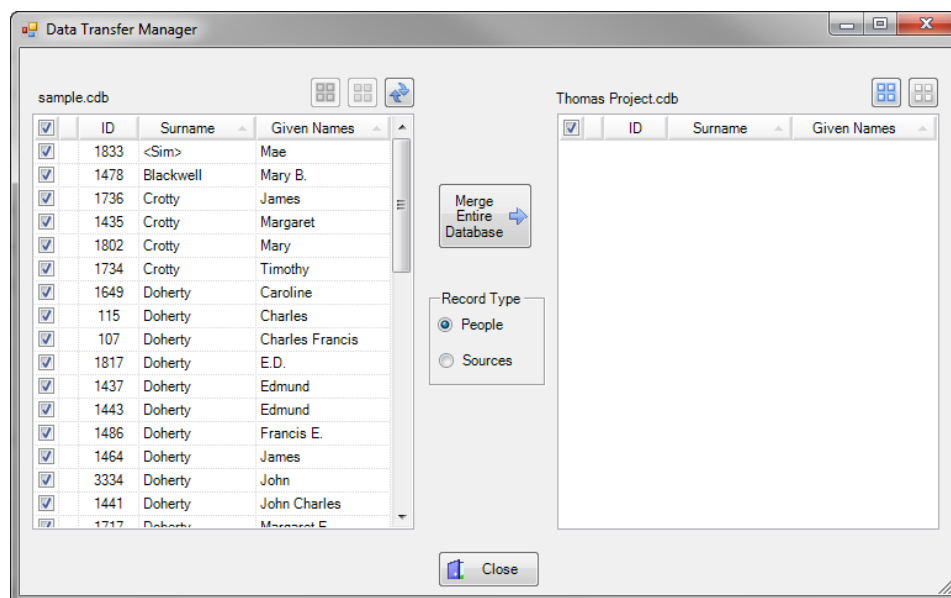 Data Transfer Manager
sample.cdb
ID Surname Given Names
1833 <Sim> Mae
1478 Blackwell Mary B.
1736 Crotty James
1435 Crotty Margaret
1802 Crotty Mary
1734 Crotty Timothy
1649 Doherty Caroline
115 Doherty Charles
107 Doherty Charles Francis
1817 Doherty E.D.
1437 Doherty Edmund
1443 Doherty Edmund
1486 Doherty Francis E.
1464 Doherty James
3334 Doherty John
1441 Doherty John Charles
1717 Doherty Margaret E
Merge
Entire
Database
Record Type
People
Sources
Thomas Project.cdb
ID Surname Given Names
Close